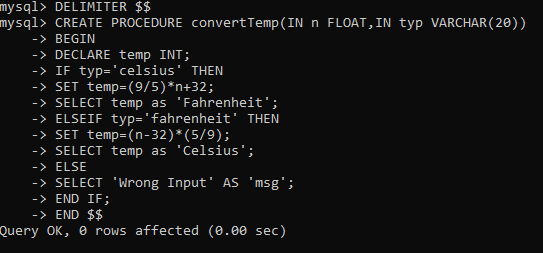 mysql> DELIMITER $$
mysql> CREATE PROCEDURE convertTemp(IN n FLOAT,IN typ VARCHAR(20))
    -> BEGIN
    -> DECLARE temp INT;
    -> IF typ='celsius' THEN
    -> SET temp=(9/5)*n+32;
    -> SELECT temp as 'Fahrenheit';
    -> ELSEIF typ='fahrenheit' THEN
    -> SET temp=(n-32)*(5/9);
    -> SELECT temp as 'Celsius';
    -> ELSE
    -> SELECT 'Wrong Input' AS 'msg';
    -> END IF;
    -> END $$
Query OK, 0 rows affected (0.00 sec)